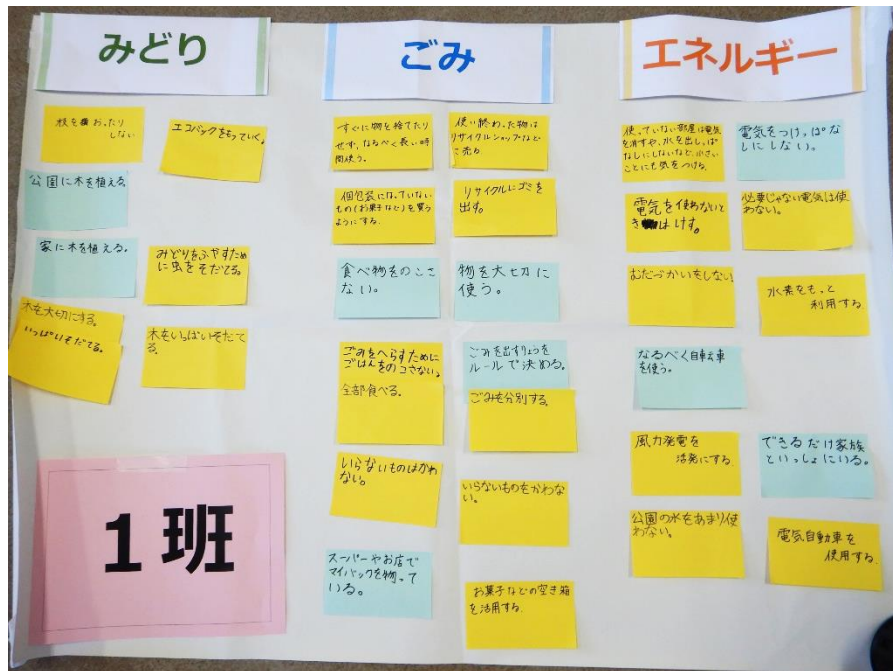 みどり
枝を折ったり
しない
エコバックをもっていく。
公園に木を植える。
家に木を植える。
みどりをふやすため
に虫をそだてる。
木を大切にする。
いっぱいそだてる。
木をいっぱいそだて
る。
1班
ごみ
すぐに物を捨てたり
せず、なるべく長い時
間使う。
使い終わった物は
リサイクルショップなど
で売る
個包装になっていない
もの(お菓子など)を買う
ようにする。
リサイクルにゴミを
出す。
食べ物をのこさ
ない。
物を大切に
使う。
ごみをへらすために
ごはんをのコさない。
全部食べる。
ごみを出すりょうを
ルールで決める。
ごみを分別する
いらないものはかわ
ない。
いらないものをかわな
い。
スーパーやお店で
マイバックを物って
いる。
お菓子などの空き箱
を活用する.
エネルギー
使っていない部屋は電気
を消すや、水を出しっぱ
なしにしないなど、小さい
ことにも気をつける。
電気をつけっぱな
しにしない。
電気を使わないと
きはけす。
必要じゃない電気は使
わない。
むだづかいをしない
水素をもっと
利用する
なるべく自転車
を使う。
風力発電を
活発にする.
できるだけ家族
といっしょにいる。
公園の水をあまり使
わない。
電気自動車を
使用する.